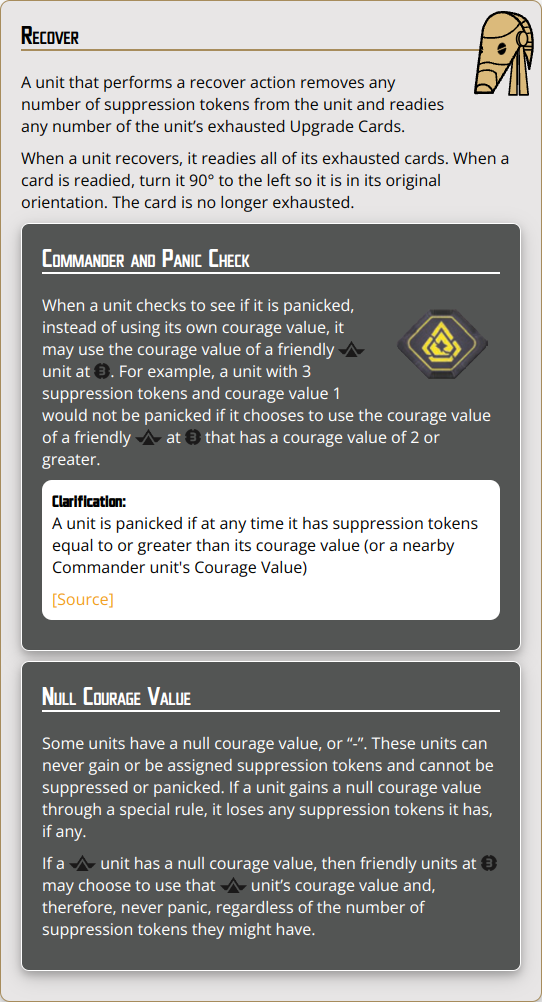 Recover
A unit that performs a recover action removes any
number of suppression tokens from the unit and readies
any number of the unit’s exhausted Upgrade Cards.
When a unit recovers, it readies all of its exhausted cards. When a
card is readied, turn it 90° to the left so it is in its original
orientation. The card is no longer exhausted.
Commander and Panic Check
When a unit checks to see if it is panicked,
instead of using its own courage value, it
may use the courage value of a friendly
unit at 3. For example, a unit with 3
suppression tokens and courage value 1
would not be panicked if it chooses to use the courage value
of a friendly at 3 that has a courage value of 2 or
greater.
Clarification:
A unit is panicked if at any time it has suppression tokens
equal to or greater than its courage value (or a nearby
Commander unit's Courage Value)
[Source]
Null Courage Value
Some units have a null courage value, or “-”. These units can
never gain or be assigned suppression tokens and cannot be
suppressed or panicked. If a unit gains a null courage value
through a special rule, it loses any suppression tokens it has,
if any.
If a unit has a null courage value, then friendly units at 3
may choose to use that unit’s courage value and,
therefore, never panic, regardless of the number of
suppression tokens they might have.